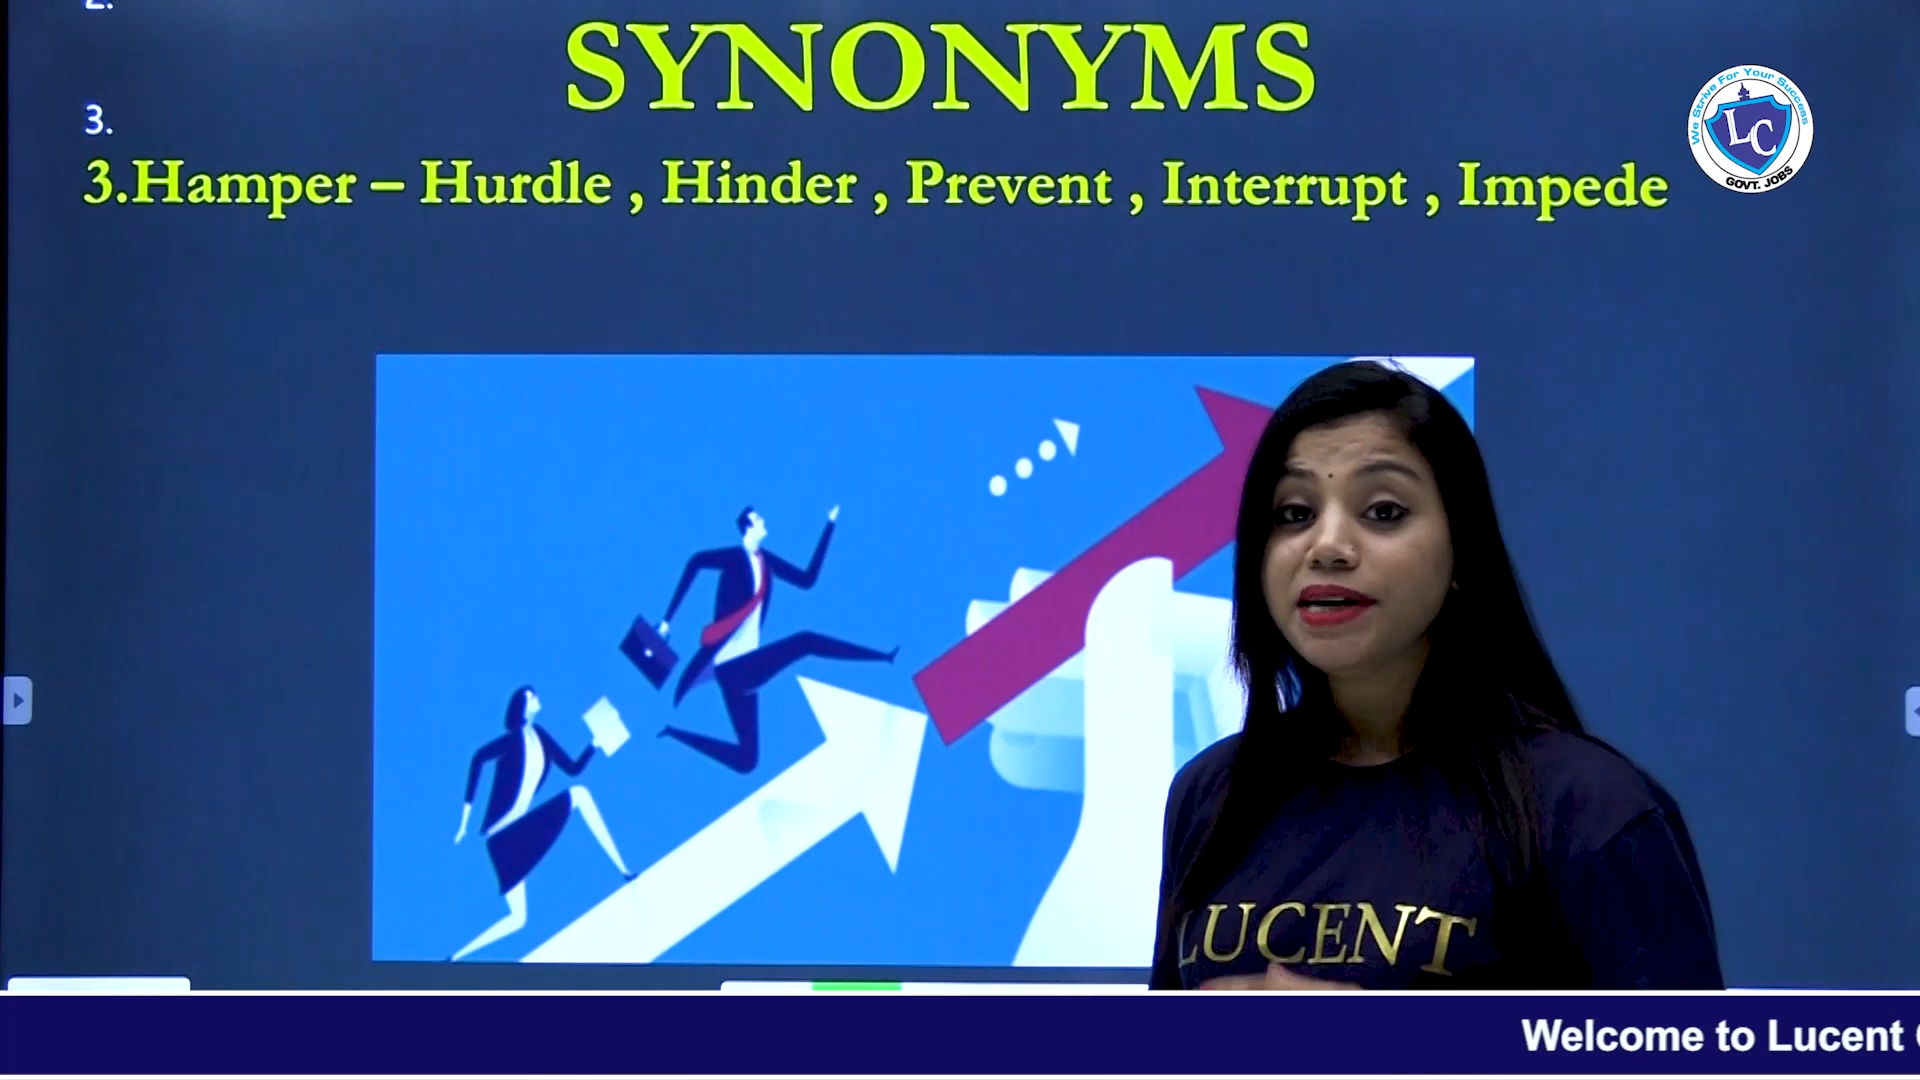 2.
SYNONYMS
3.
3.Hamper – Hurdle , Hinder , Prevent , Interrupt , Impede
We Strive For Your Success
LC
GOVT. JOBS
LUCENT
Welcome to Lucent